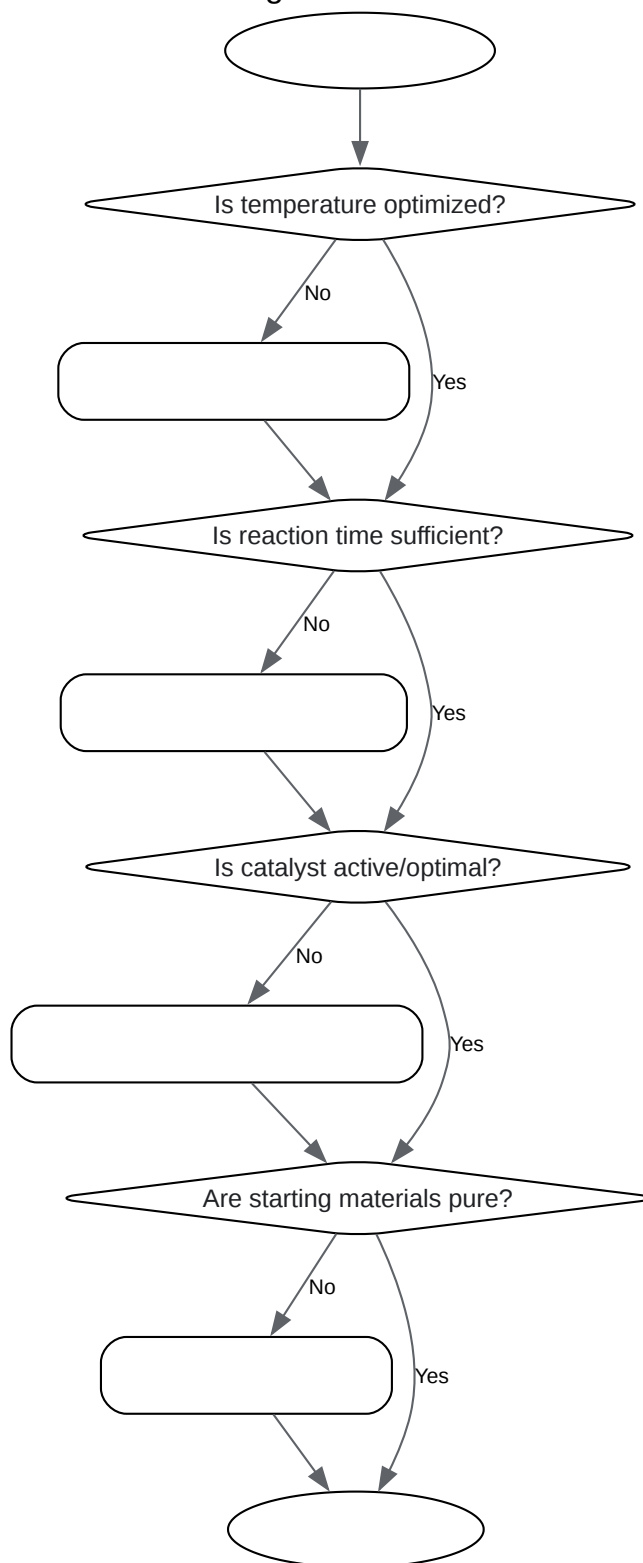 Is temperature optimized?
No
Yes
Is reaction time sufficient?
No
Yes
Is catalyst active/optimal?
No
Yes
Are starting materials pure?
No
Yes